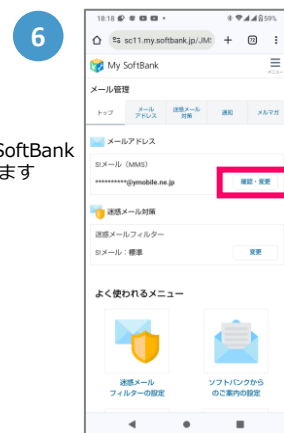 6
SoftBank
ます
18:18
59%
sc11.my.softbank.jp/JM
My SoftBank
メニュー
メール管理
トップ
メール
アドレス
迷惑メール
対策
通知
メルマガ
メールアドレス
S!メール（MMS）
**********@ymobile.ne.jp
確認・変更
迷惑メール対策
迷惑メールフィルター
S!メール：標準
変更
よく使われるメニュー
迷惑メール
フィルターの設定
ソフトバンクから
のご案内の設定